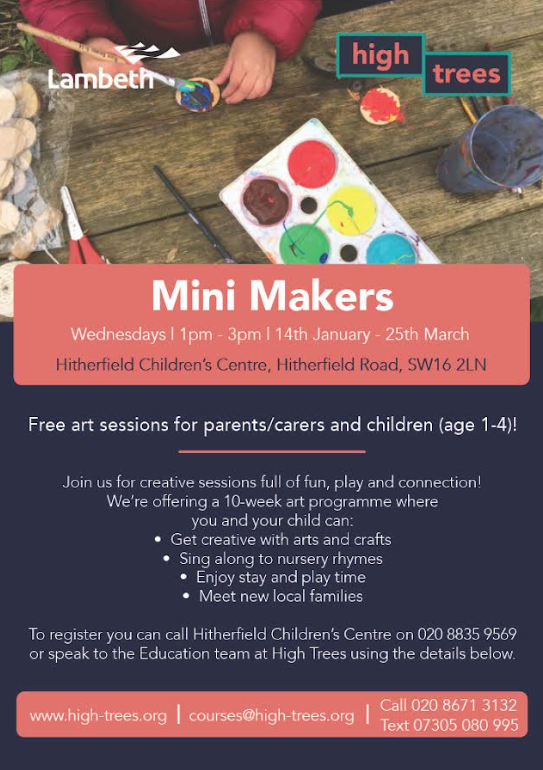 Lambeth
high
trees
Mini Makers
Wednesdays | 1pm - 3pm | 14th January - 25th March
Hitherfield Children's Centre, Hitherfield Road, SW16 2LN
Free art sessions for parents/carers and children (age 1-4)!
Join us for creative sessions full of fun, play and connection!
We're offering a 10-week art programme where
you and your child can:
• Get creative with arts and crafts
• Sing along to nursery rhymes
• Enjoy stay and play time
• Meet new local families
To register you can call Hitherfield Children's Centre on 020 8835 9569
or speak to the Education team at High Trees using the details below.
www.high-trees.org | courses@high-trees.org | Call 020 8671 3132
Text 07305 080 995